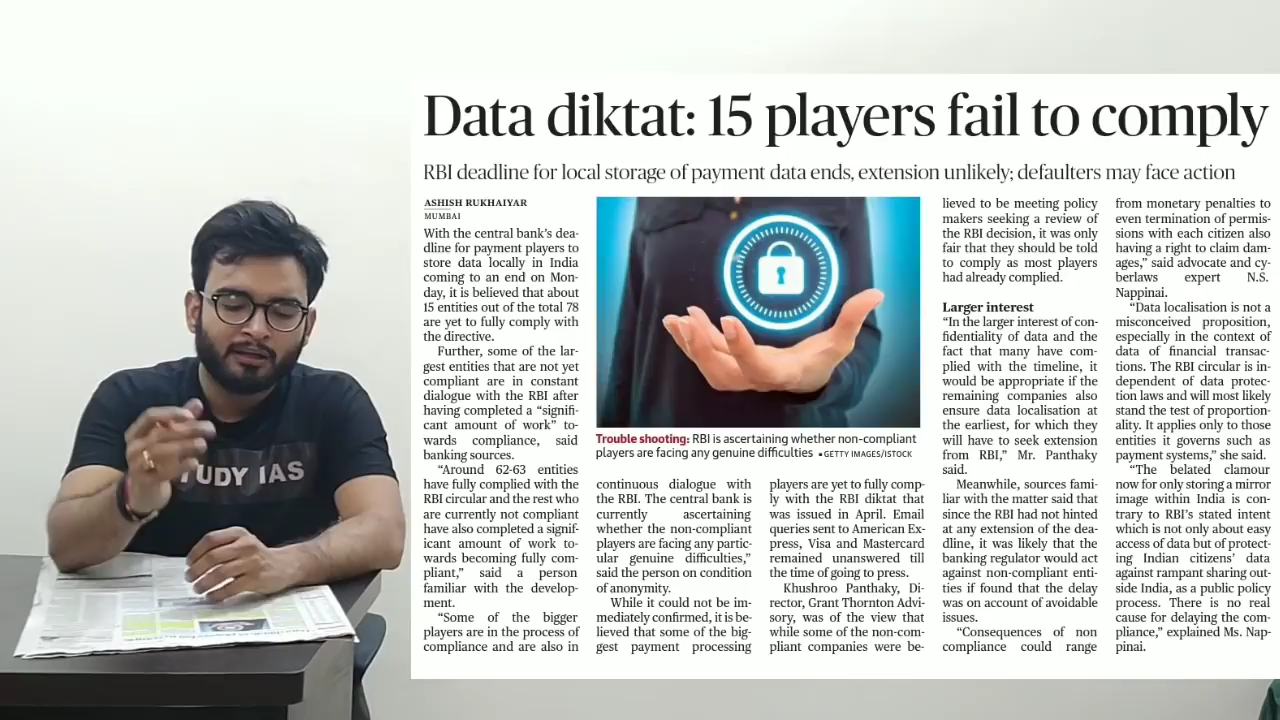 Data diktat: 15 players fail to comply
RBI deadline for local storage of payment data ends, extension unlikely; defaulters may face action
ASHISH RUKHAIYAR
MUMBAI
With the central bank's dea-
dline for payment players to
store data locally in India
coming to an end on Mon-
day, it is believed that about
15 entities out of the total 78
are yet to fully comply with
the directive.
Further, some of the lar-
gest entities that are not yet
compliant are in constant
dialogue with the RBI after
having completed a “signifi-
cant amount of work” to-
wards compliance, said
banking sources.
“Around 62-63 entities
have fully complied with the
RBI circular and the rest who
are currently not compliant
have also completed a signif-
icant amount of work to-
wards becoming fully com-
pliant,” said a person
familiar with the develop-
ment.
“Some of the bigger
players are in the process of
compliance and are also in
Trouble shooting: RBI is ascertaining whether non-compliant
players are facing any genuine difficulties ▪GETTY IMAGES/ISTOCK
continuous dialogue with
the RBI. The central bank is
currently ascertaining
whether the non-compliant
players are facing any partic-
ular genuine difficulties,”
said the person on condition
of anonymity.
While it could not be im-
mediately confirmed, it is be-
lieved that some of the big-
gest payment processing
players are yet to fully comp-
ly with the RBI diktat that
was issued in April. Email
queries sent to American Ex-
press, Visa and Mastercard
remained unanswered till
the time of going to press.
Khushroo Panthaky, Di-
rector, Grant Thornton Advi-
sory, was of the view that
while some of the non-com-
pliant companies were be-
lieved to be meeting policy
makers seeking a review of
the RBI decision, it was only
fair that they should be told
to comply as most players
had already complied.
Larger interest
“In the larger interest of con-
fidentiality of data and the
fact that many have com-
plied with the timeline, it
would be appropriate if the
remaining companies also
ensure data localisation at
the earliest, for which they
will have to seek extension
from RBI,” Mr. Panthaky
said.
Meanwhile, sources fami-
liar with the matter said that
since the RBI had not hinted
at any extension of the dea-
dline, it was likely that the
banking regulator would act
against non-compliant enti-
ties if found that the delay
was on account of avoidable
issues.
“Consequences of non
compliance could range
from monetary penalties to
even termination of permis-
sions with each citizen also
having a right to claim dam-
ages,” said advocate and cy-
berlaws expert N.S.
Nappinai.
“Data localisation is not a
misconceived proposition,
especially in the context of
data of financial transac-
tions. The RBI circular is in-
dependent of data protec-
tion laws and will most likely
stand the test of proportion-
ality. It applies only to those
entities it governs such as
payment systems,” she said.
“The belated clamour
now for only storing a mirror
image within India is con-
trary to RBI's stated intent
which is not only about easy
access of data but of protect-
ing Indian citizens' data
against rampant sharing out-
side India, as a public policy
process. There is no real
cause for delaying the com-
pliance,” explained Ms. Nap-
pinai.
TUDY IAS